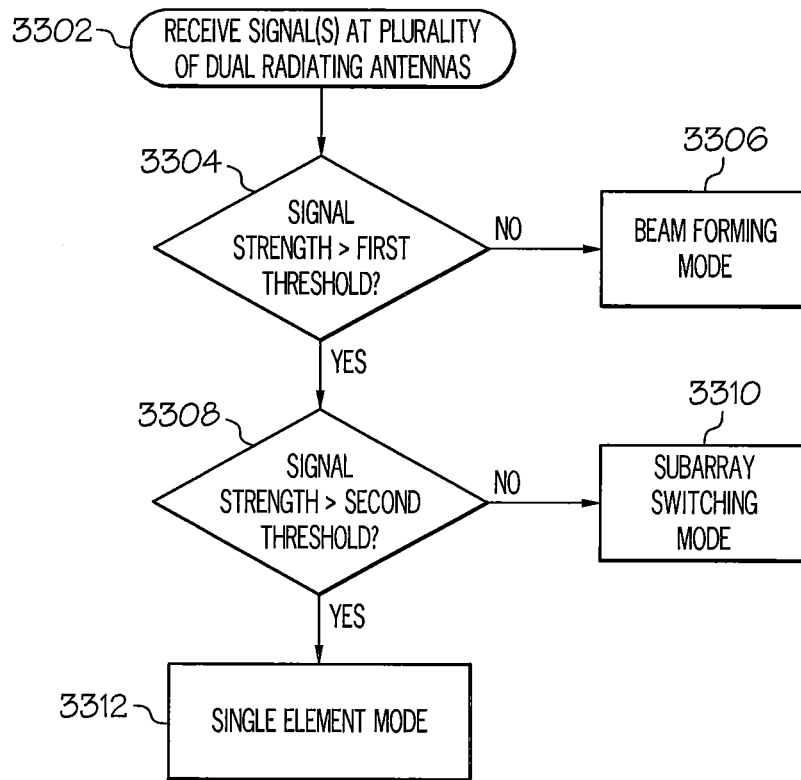 3302
RECEIVE SIGNAL(S) AT PLURALITY
OF DUAL RADIATING ANTENNAS
3304
SIGNAL
STRENGTH > FIRST
THRESHOLD?
NO
3306
BEAM FORMING
MODE
YES
3308
SIGNAL
STRENGTH > SECOND
THRESHOLD?
NO
3310
SUBARRAY
SWITCHING
MODE
YES
3312
SINGLE ELEMENT MODE